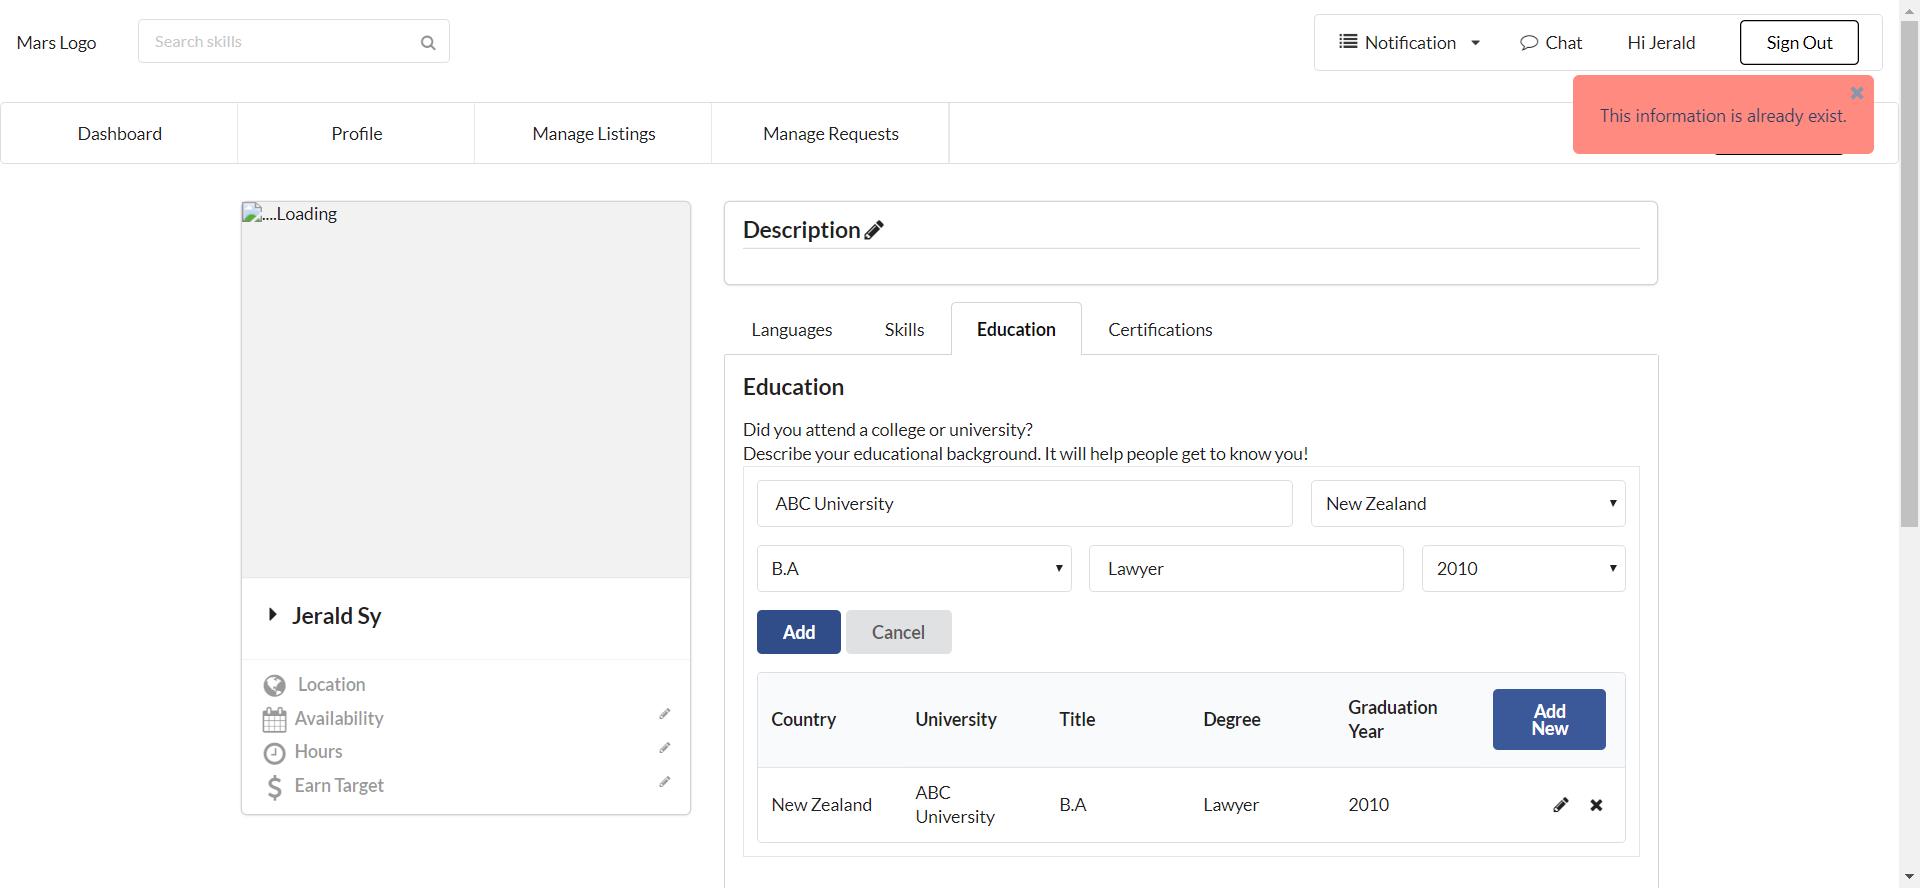 Mars Logo
Search skills
Notification
Chat
Hi Jerald
Sign Out
This information is already exist.
Dashboard
Profile
Manage Listings
Manage Requests
....Loading
Jerald Sy
Location
Availability
Hours
Earn Target
Description
Languages
Skills
Education
Certifications
Education
Did you attend a college or university?
Describe your educational background. It will help people get to know you!
ABC University
New Zealand
B.A
Lawyer
2010
Add
Cancel
Country
University
Title
Degree
Graduation
Year
Add
New
New Zealand
ABC
University
B.A
Lawyer
2010